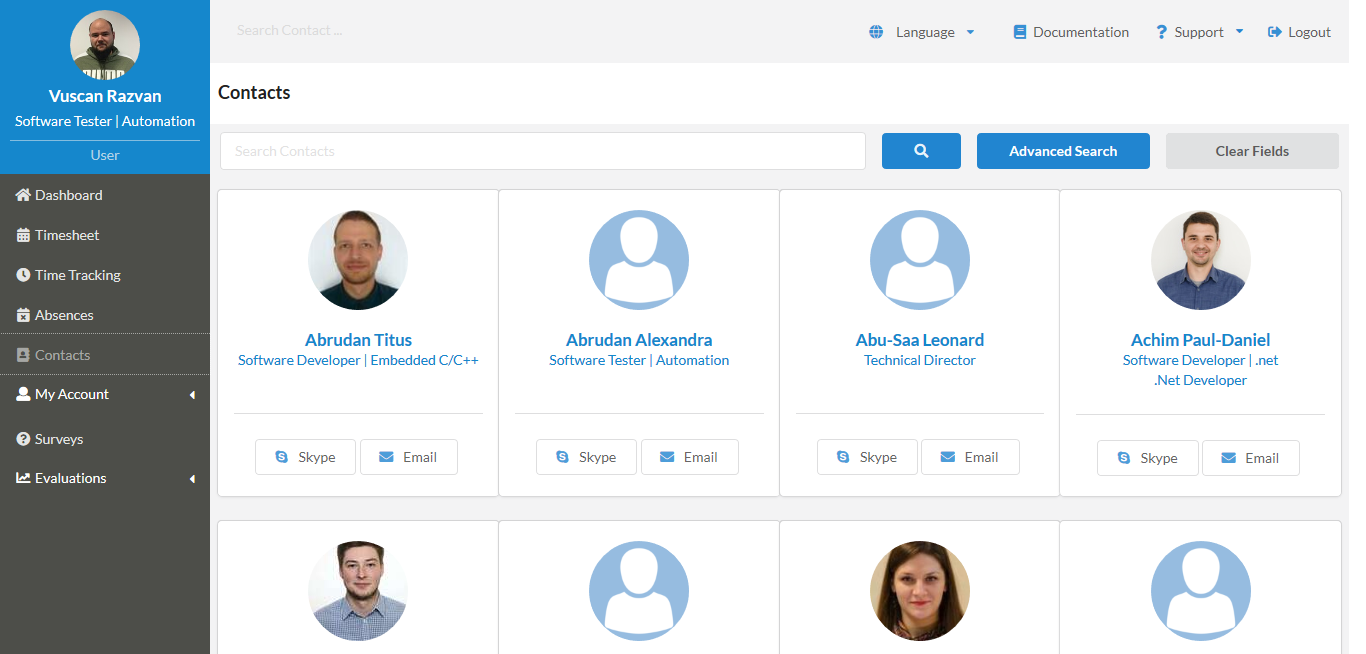 Search Contact ...
Language
Documentation
Support
Logout
Vuscan Razvan
Software Tester | Automation
User
Dashboard
Timesheet
Time Tracking
Absences
Contacts
My Account
Surveys
Evaluations
Contacts
Search Contacts
Advanced Search
Clear Fields
Abrudan Titus
Software Developer | Embedded C/C++
Skype
Email
Abrudan Alexandra
Software Tester | Automation
Skype
Email
Abu-Saa Leonard
Technical Director
Skype
Email
Achim Paul-Daniel
Software Developer | .net
.Net Developer
Skype
Email